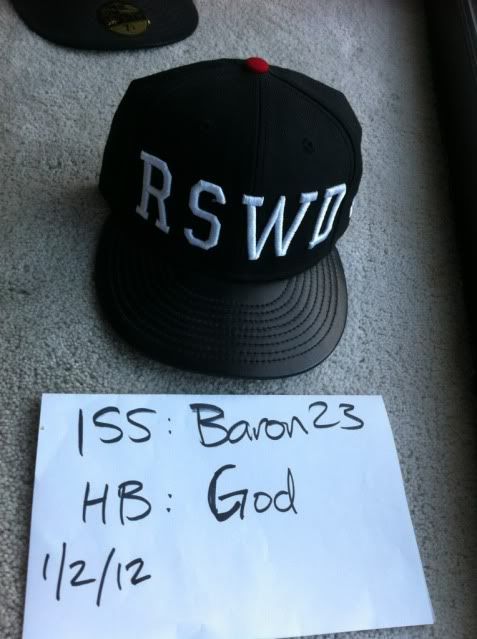 RSWD
ISS: Baron23
HB: God
1/2/12